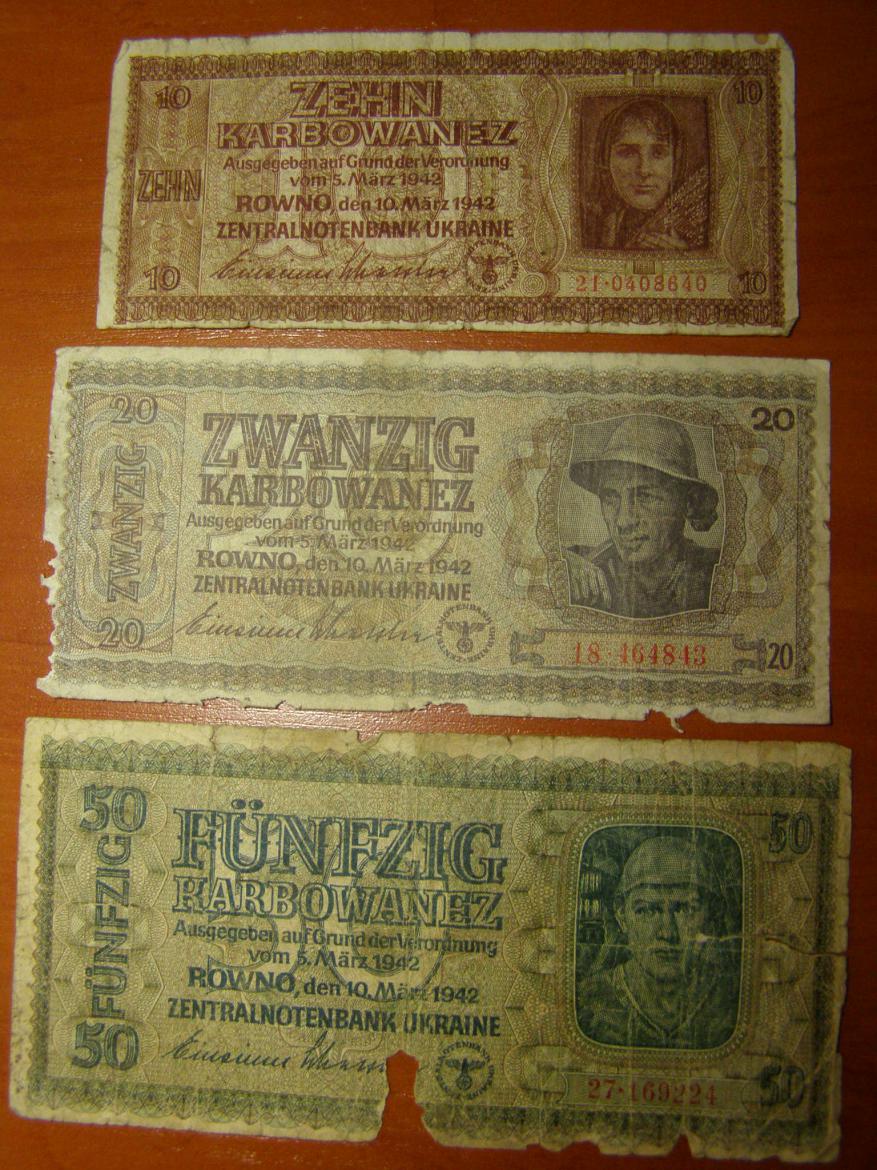 10
ZEHN
10
KARBOWANEZ
Ausgegeben auf Grund der Verordnung
vom 5. März 1942
ZEHN
ROWNO, den 10. März 1942
ZENTRALNOTENBANK UKRAINE
10
21·0408640
10
20
ZWANZIG
20
KARBOWANEZ
Ausgegeben auf Grund der Verordnung
vom 5. März 1942
ZWANZIG
ROWNO, den 10. März 1942
ZENTRALNOTENBANK UKRAINE
20
18·464843
20
50
FÜNFZIG
50
KARBOWANEZ
Ausgegeben auf Grund der Verordnung
vom 5. März 1942
FÜNFZIG
ROWNO, den 10. März 1942
ZENTRALNOTENBANK UKRAINE
50
27·169224
50